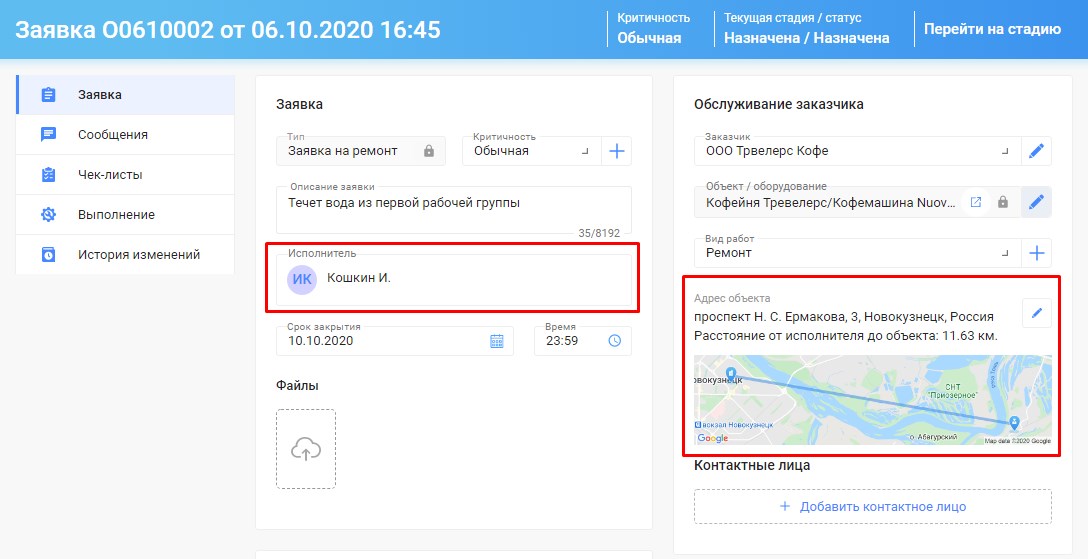 Заявка О0610002 от 06.10.2020 16:45
Критичность
Обычная
Текущая стадия / статус
Назначена / Назначена
Перейти на стадию
Заявка
Сообщения
Чек-листы
Выполнение
История изменений
Заявка
Тип
Заявка на ремонт
Критичность
Обычная
Описание заявки
Течет вода из первой рабочей группы
35/8192
Исполнитель
ИК
Кошкин И.
Срок закрытия
10.10.2020
Время
23:59
Файлы
Обслуживание заказчика
Заказчик
ООО Трвелерс Кофе
Объект / оборудование
Кофейня Тревелерс/Кофемашина Nuov...
Вид работ
Ремонт
Адрес объекта
проспект Н. С. Ермакова, 3, Новокузнецк, Россия
Расстояние от исполнителя до объекта: 11.63 км.
овокузнецк
СНТ
"Приозерное"
вокзал Новокузнецк
о. Абагурский
Google
Map data ©2020 Google
Контактные лица
Добавить контактное лицо